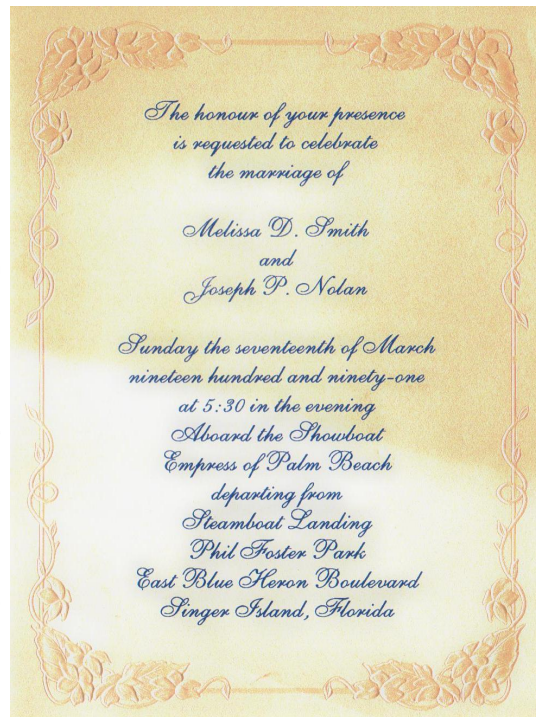 The honour of your presence
is requested to celebrate
the marriage of
Melissa D. Smith
and
Joseph P. Nolan
Sunday the seventeenth of March
nineteen hundred and ninety-one
at 5:30 in the evening
Aboard the Showboat
Empress of Palm Beach
departing from
Steamboat Landing
Phil Foster Park
East Blue Heron Boulevard
Singer Island, Florida